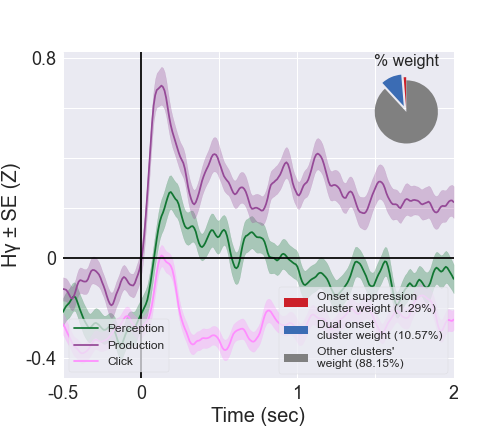 % weight
0.8
0
-0.4
Hγ ± SE (Z)
Perception
Production
Click
Onset suppression
cluster weight (1.29%)
Dual onset
cluster weight (10.57%)
Other clusters'
weight (88.15%)
-0.5
0
1
2
Time (sec)